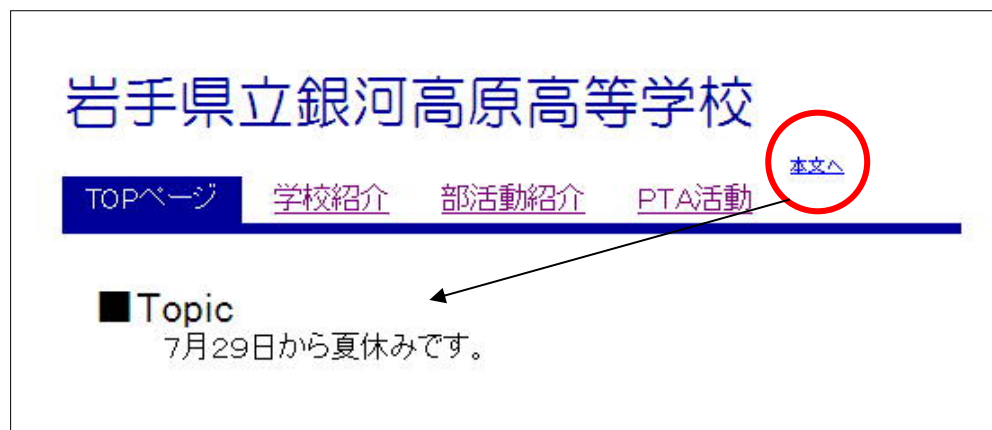 岩手県立銀河高原高等学校
本文へ
TOPページ 学校紹介 部活動紹介 PTA活動
■Topic
7月29日から夏休みです。